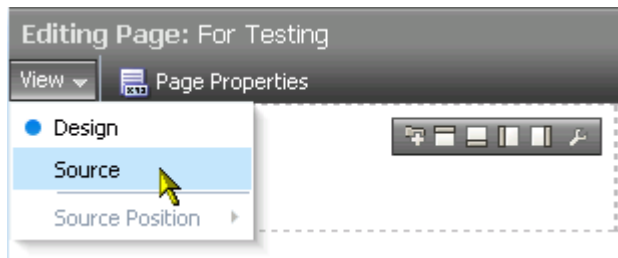 Editing Page: For Testing
View Page Properties
Design
Source
Source Position